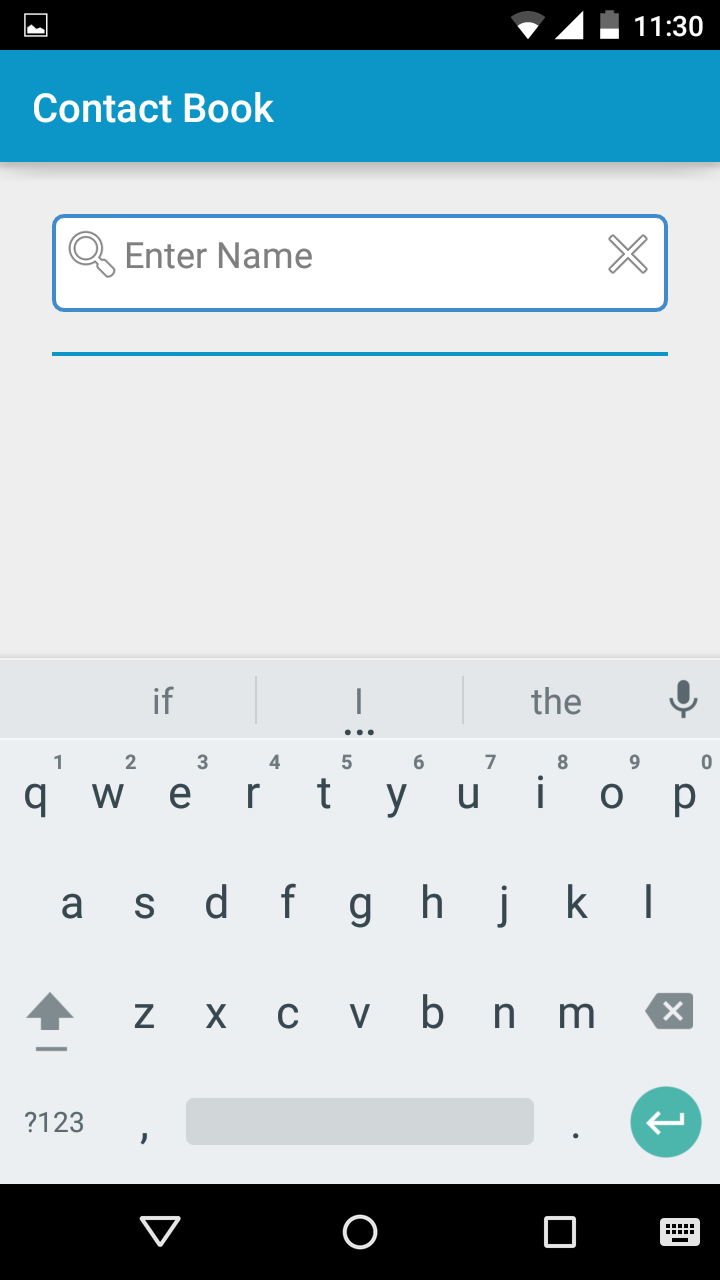 11:30
Contact Book
Enter Name
if I the
1 2 3 4 5 6 7 8 9 0
q w e r t y u i o p
a s d f g h j k l
z x c v b n m
?123 , .